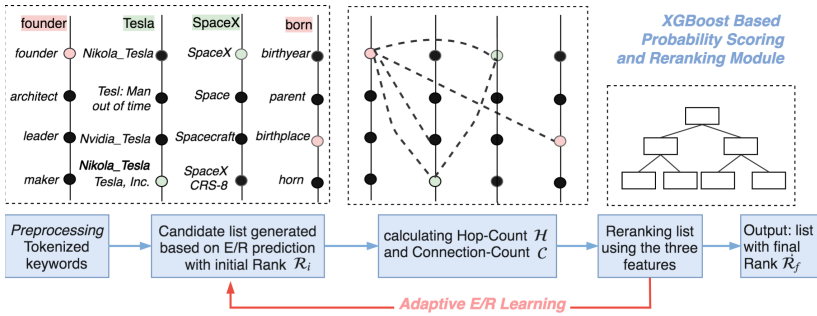 founder
Tesla
SpaceX
born
founder
Nikola_Tesla
SpaceX
birthyear
architect
Tesl: Man
out of time
Space
parent
leader
Nvidia_Tesla
Spacecraft
birthplace
maker
Nikola_Tesla
Tesla, Inc.
SpaceX
CRS-8
horn
XGBoost Based
Probability Scoring
and Reranking Module
Preprocessing
Tokenized
keywords
Candidate list generated
based on E/R prediction
with initial Rank ℛi
calculating Hop-Count ℋ
and Connection-Count 𝒞
Reranking list
using the three
features
Output: list
with final
Rank ℛ̇f
Adaptive E/R Learning